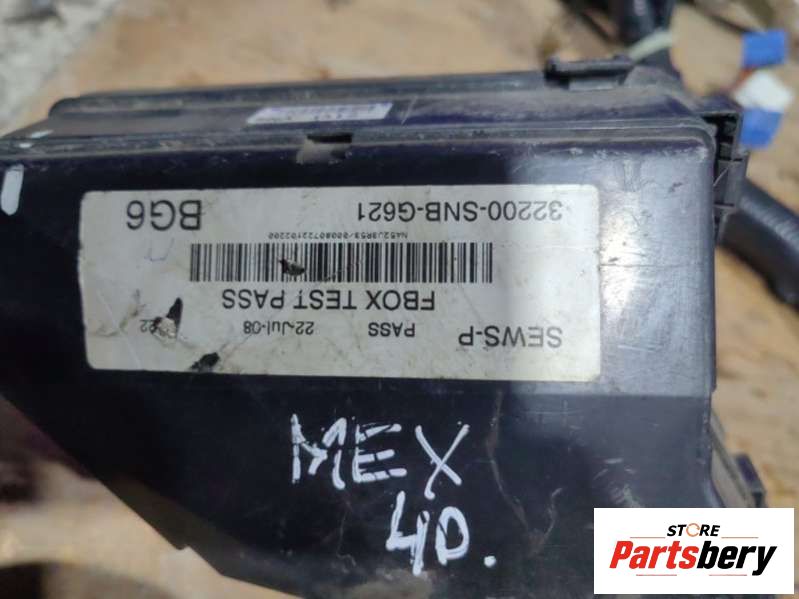 SEWS-P PASS 22-Jul-08
FBOX TEST PASS
32200-SNB-G621 BG6
MEX
4D.
STORE
Partsbery